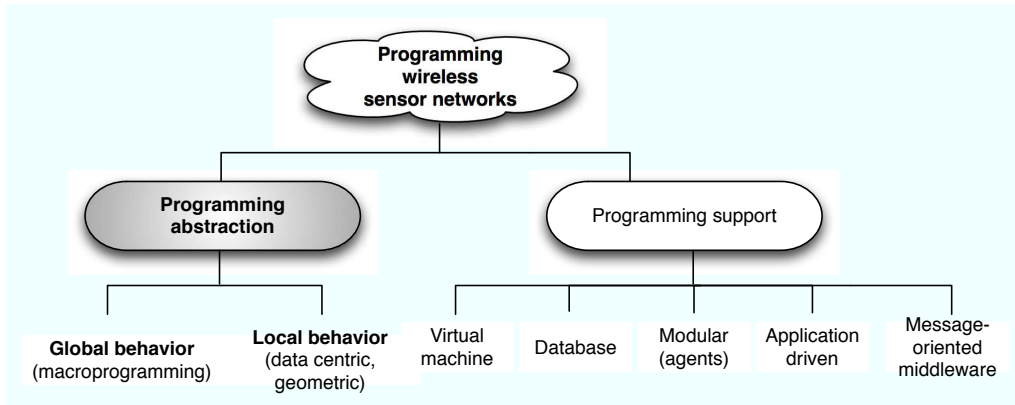 Programming
wireless
sensor networks
Programming
abstraction
Programming support
Global behavior
(macroprogramming)
Local behavior
(data centric,
geometric)
Virtual
machine
Database
Modular
(agents)
Application
driven
Message-
oriented
middleware